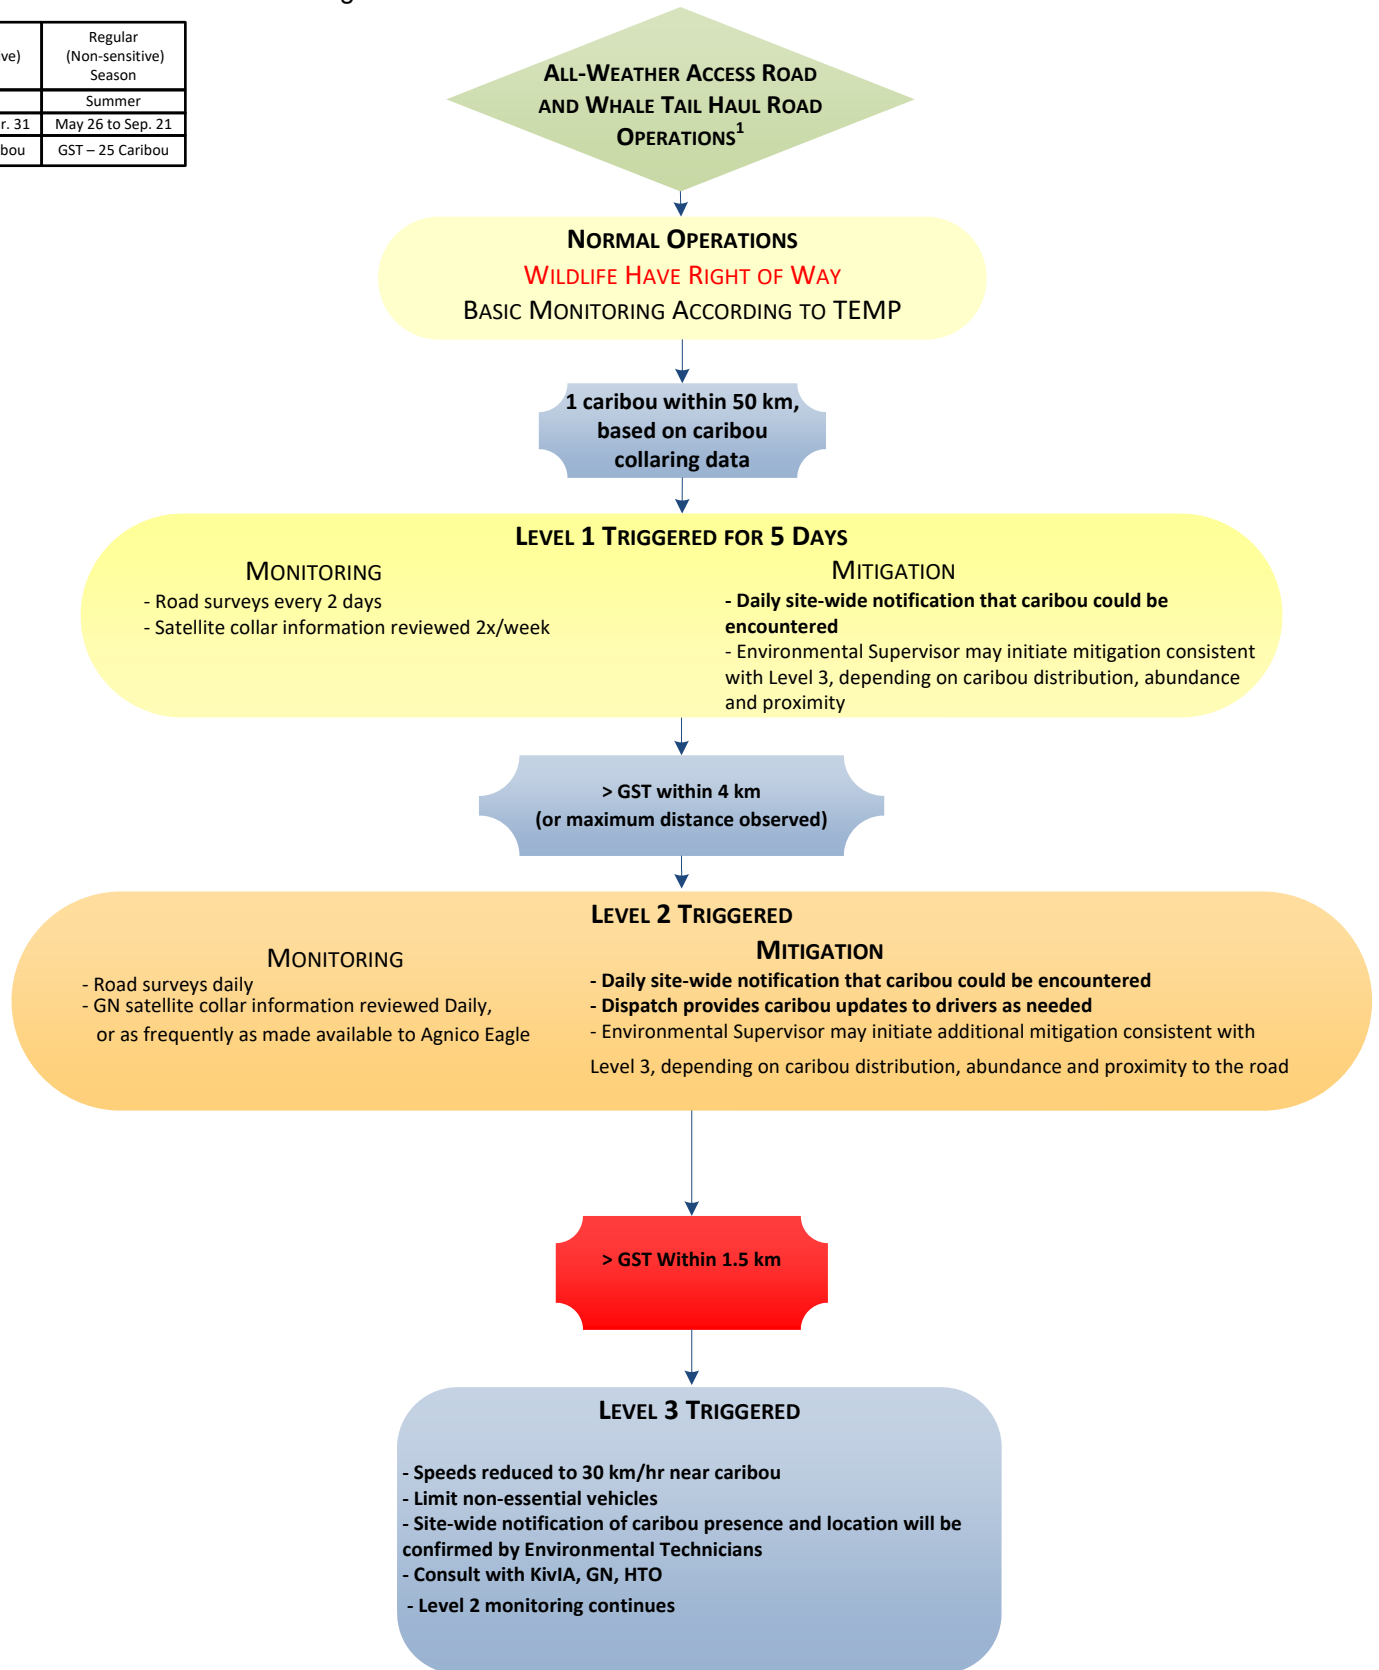 g
ive)
Regular
(Non-sensitive)
Season
Summer
r. 31
May 26 to Sep. 21
bou
GST – 25 Caribou
ALL-WEATHER ACCESS ROAD
AND WHALE TAIL HAUL ROAD
OPERATIONS1
NORMAL OPERATIONS
WILDLIFE HAVE RIGHT OF WAY
BASIC MONITORING ACCORDING TO TEMP
1 caribou within 50 km,
based on caribou
collaring data
LEVEL 1 TRIGGERED FOR 5 DAYS
MONITORING
- Road surveys every 2 days
- Satellite collar information reviewed 2x/week
MITIGATION
- Daily site-wide notification that caribou could be
encountered
- Environmental Supervisor may initiate mitigation consistent
with Level 3, depending on caribou distribution, abundance
and proximity
> GST within 4 km
(or maximum distance observed)
LEVEL 2 TRIGGERED
MONITORING
- Road surveys daily
- GN satellite collar information reviewed Daily,
or as frequently as made available to Agnico Eagle
MITIGATION
- Daily site-wide notification that caribou could be encountered
- Dispatch provides caribou updates to drivers as needed
- Environmental Supervisor may initiate additional mitigation consistent with
Level 3, depending on caribou distribution, abundance and proximity to the road
> GST Within 1.5 km
LEVEL 3 TRIGGERED
- Speeds reduced to 30 km/hr near caribou
- Limit non-essential vehicles
- Site-wide notification of caribou presence and location will be
confirmed by Environmental Technicians
- Consult with KivIA, GN, HTO
- Level 2 monitoring continues